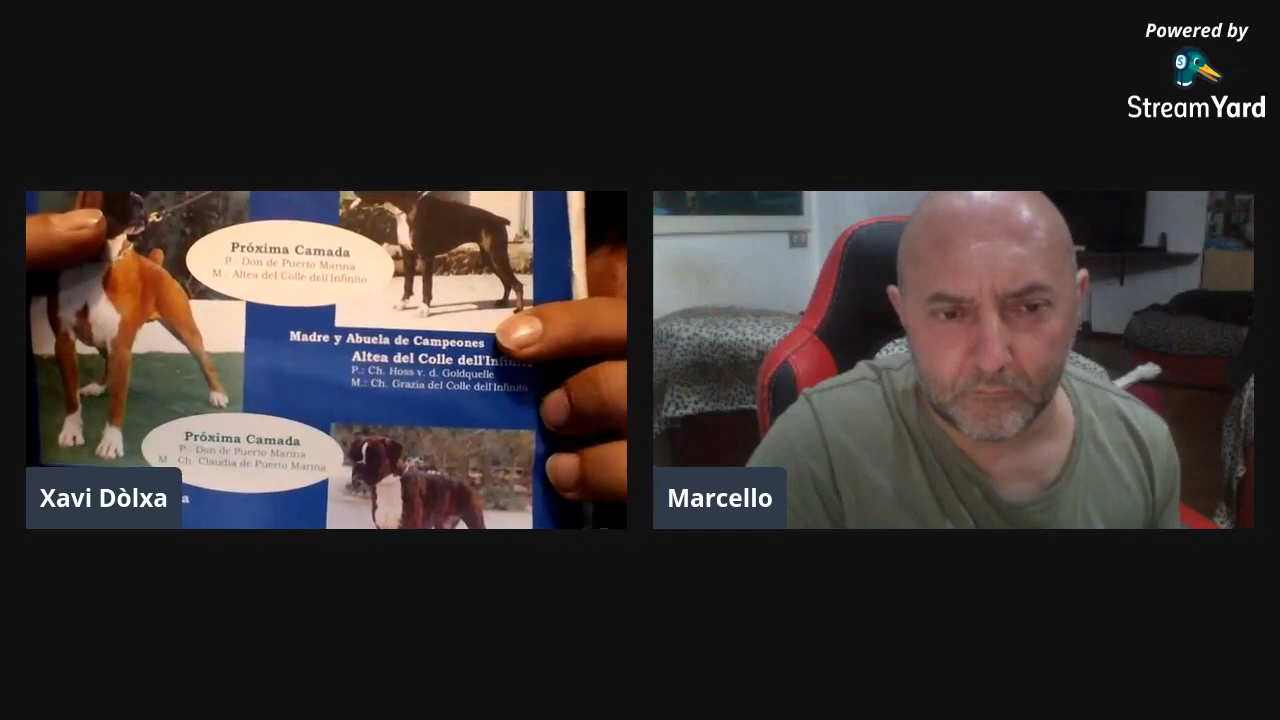 Powered by
StreamYard
Próxima Camada
P.: Don de Puerto Marina
M.: Altea del Colle dell'Infinito
Madre y Abuela de Campeones
Altea del Colle
P.: Ch. Hoss v. d. Goldquelle
M.: Ch. Grazia del Colle dell'Infinito
Próxima Camada
P.: Don de Puerto Marina
M.: Ch. Claudia de Puerto Marina
Xavi Dòlxa
Marcello